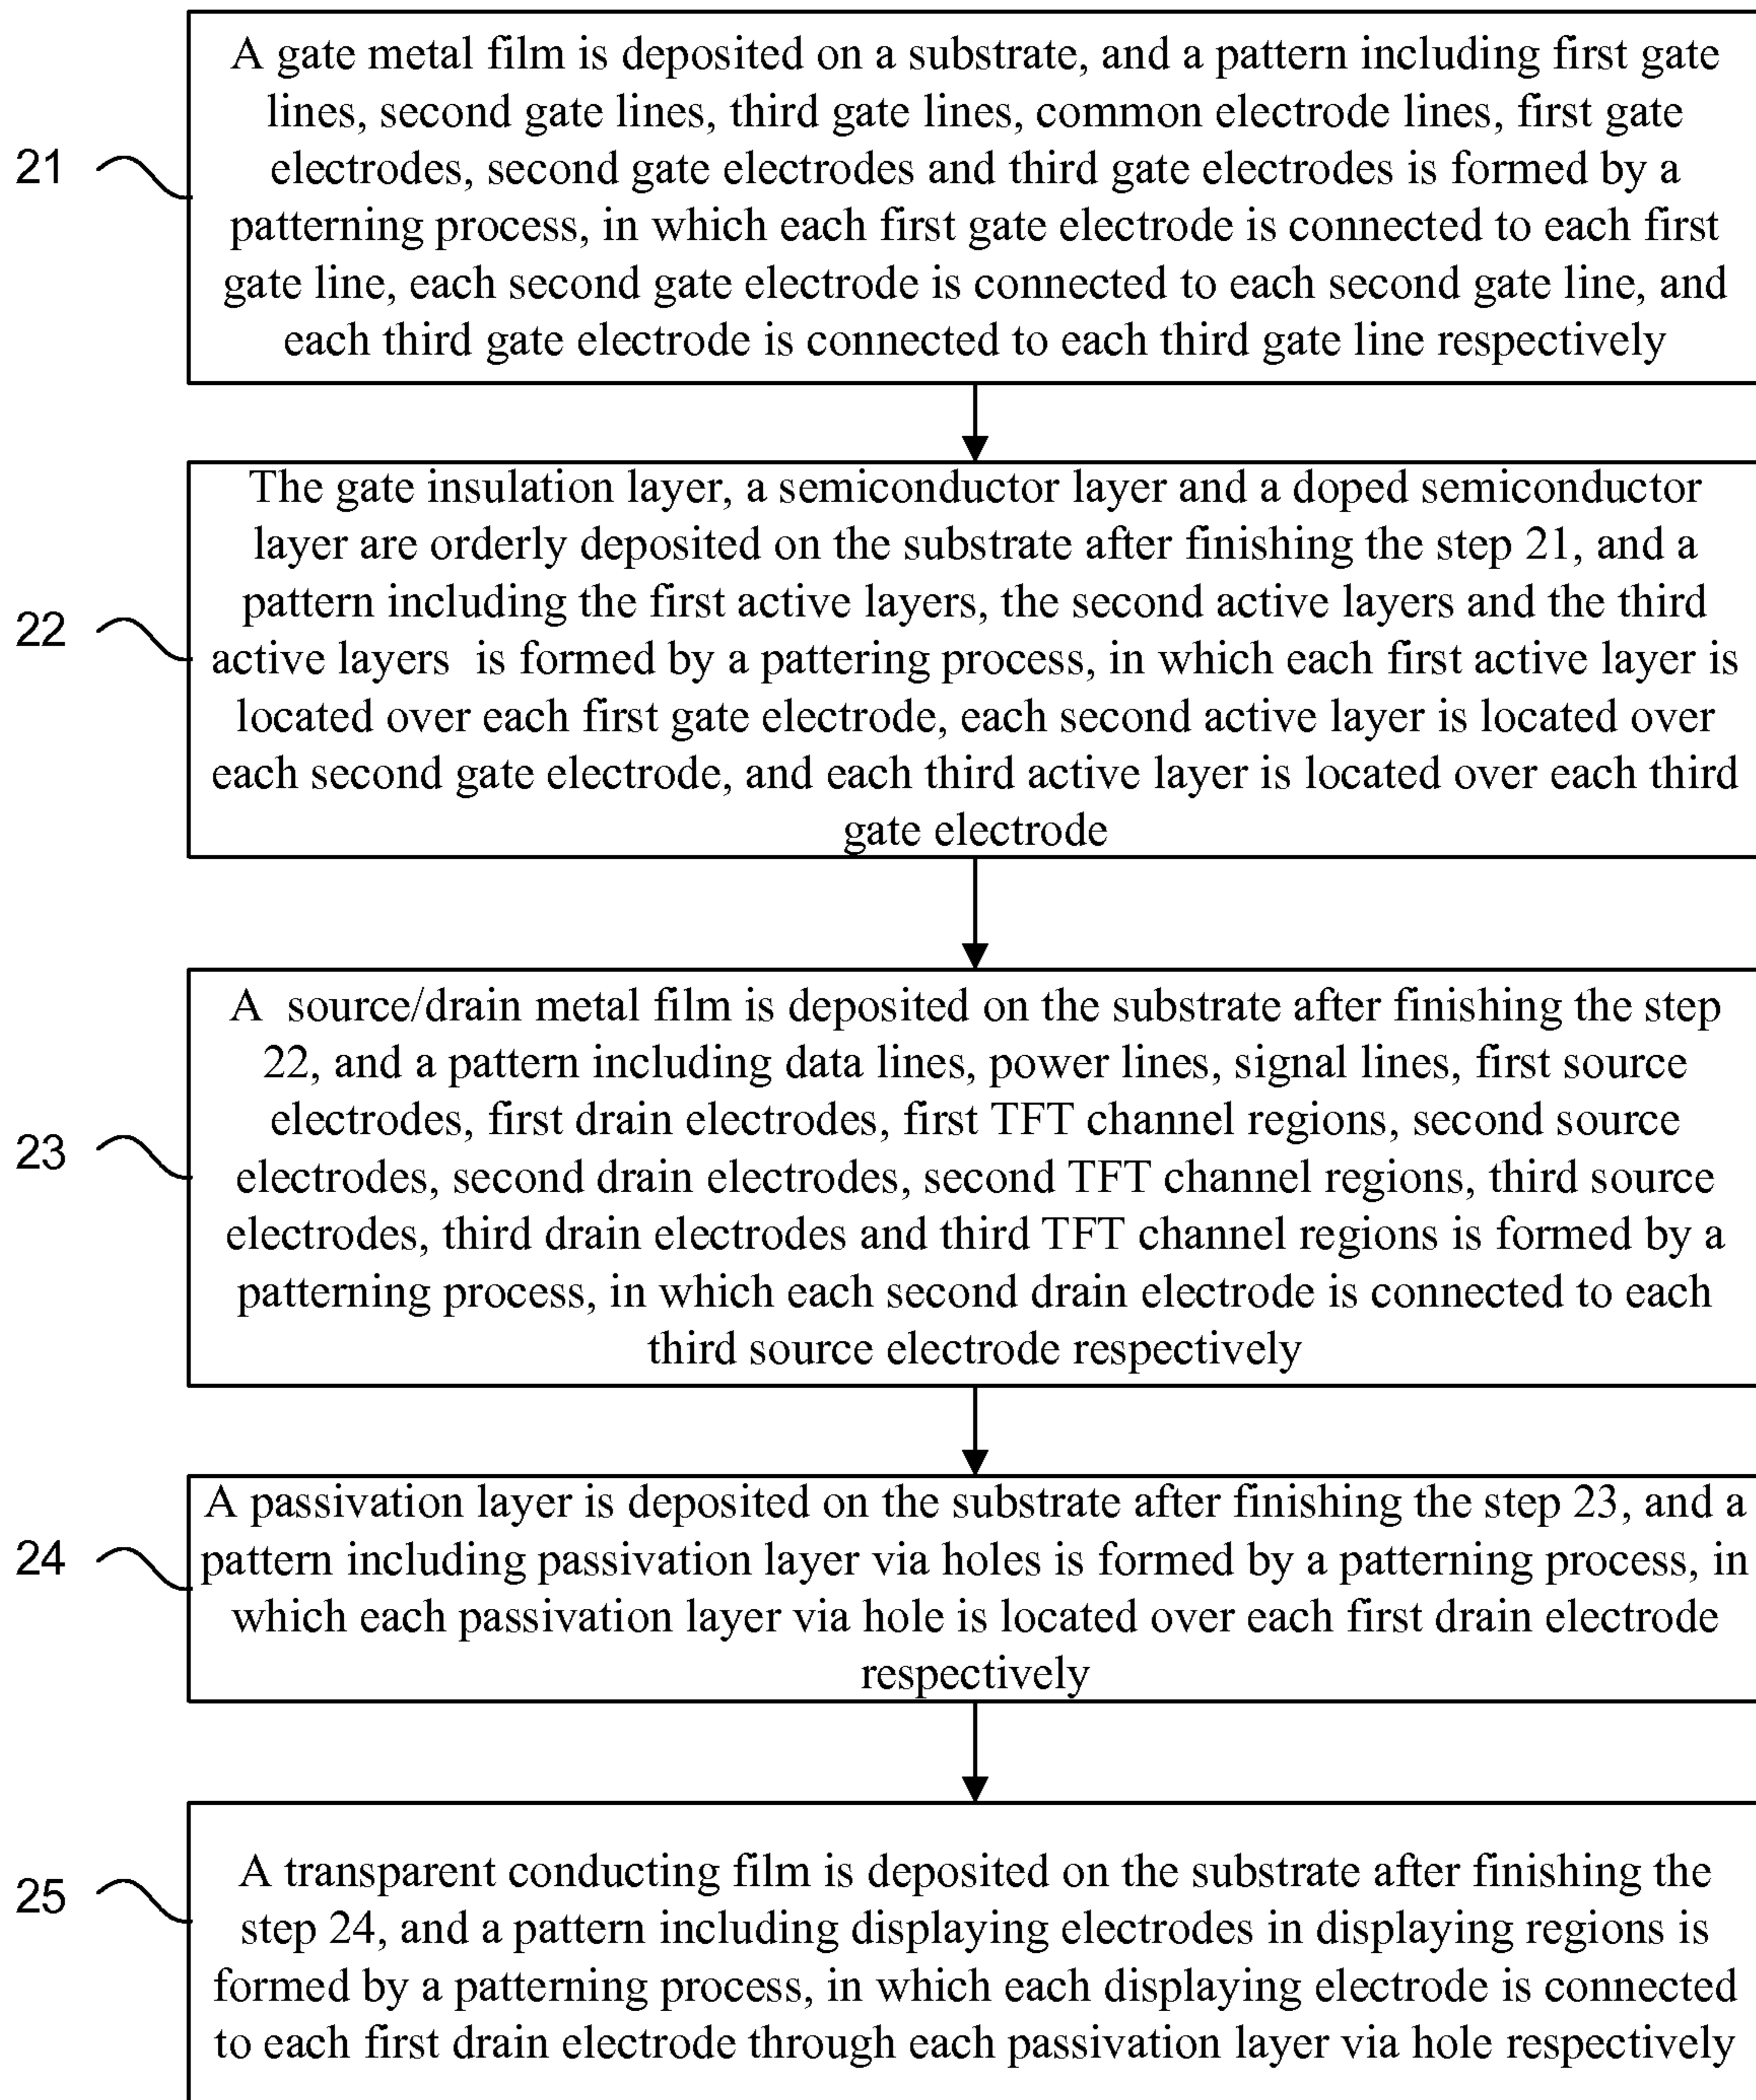 A gate metal film is deposited on a substrate, and a pattern including first gate
lines, second gate lines, third gate lines, common electrode lines, first gate
21
electrodes, second gate electrodes and third gate electrodes is formed by a
patterning process, in which each first gate electrode is connected to each first
gate line, each second gate electrode is connected to each second gate line, and
each third gate electrode is connected to each third gate line respectively
The gate insulation layer, a semiconductor layer and a doped semiconductor
layer are orderly deposited on the substrate after finishing the step 21, and a
pattern including the first active layers, the second active layers and the third
22
active layers is formed by a pattering process, in which each first active layer is
located over each first gate electrode, each second active layer is located over
each second gate electrode, and each third active layer is located over each third
gate electrode
A source/drain metal film is deposited on the substrate after finishing the step
22, and a pattern including data lines, power lines, signal lines, first source
electrodes, first drain electrodes, first TFT channel regions, second source
23
electrodes, second drain electrodes, second TFT channel regions, third source
electrodes, third drain electrodes and third TFT channel regions is formed by a
patterning process, in which each second drain electrode is connected to each
third source electrode respectively
A passivation layer is deposited on the substrate after finishing the step 23, and a
24
pattern including passivation layer via holes is formed by a patterning process, in
which each passivation layer via hole is located over each first drain electrode
respectively
A transparent conducting film is deposited on the substrate after finishing the
25
step 24, and a pattern including displaying electrodes in displaying regions is
formed by a patterning process, in which each displaying electrode is connected
to each first drain electrode through each passivation layer via hole respectively